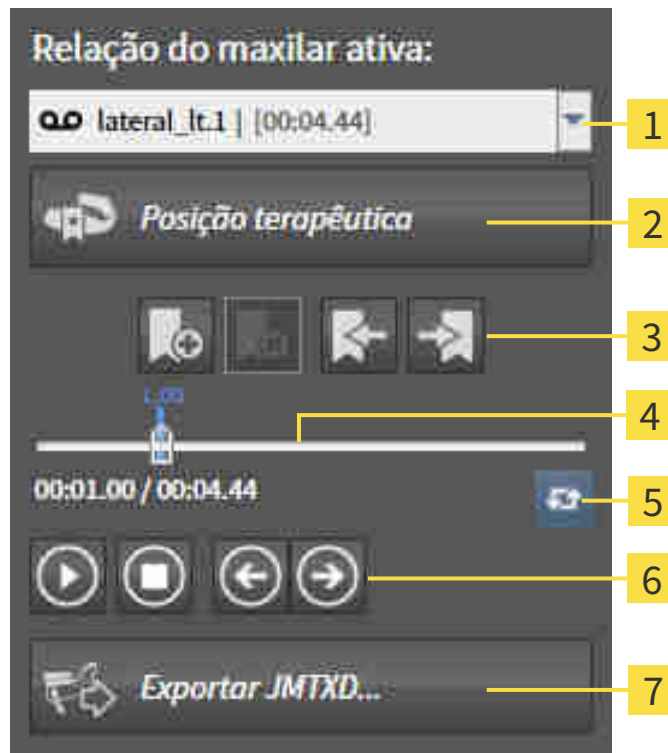 Relação do maxilar ativa:
lateral_lt.1 | [00:04.44]
1
Posição terapêutica
2
3
1.00
4
00:01.00 / 00:04.44
5
6
Exportar JMTXD...
7